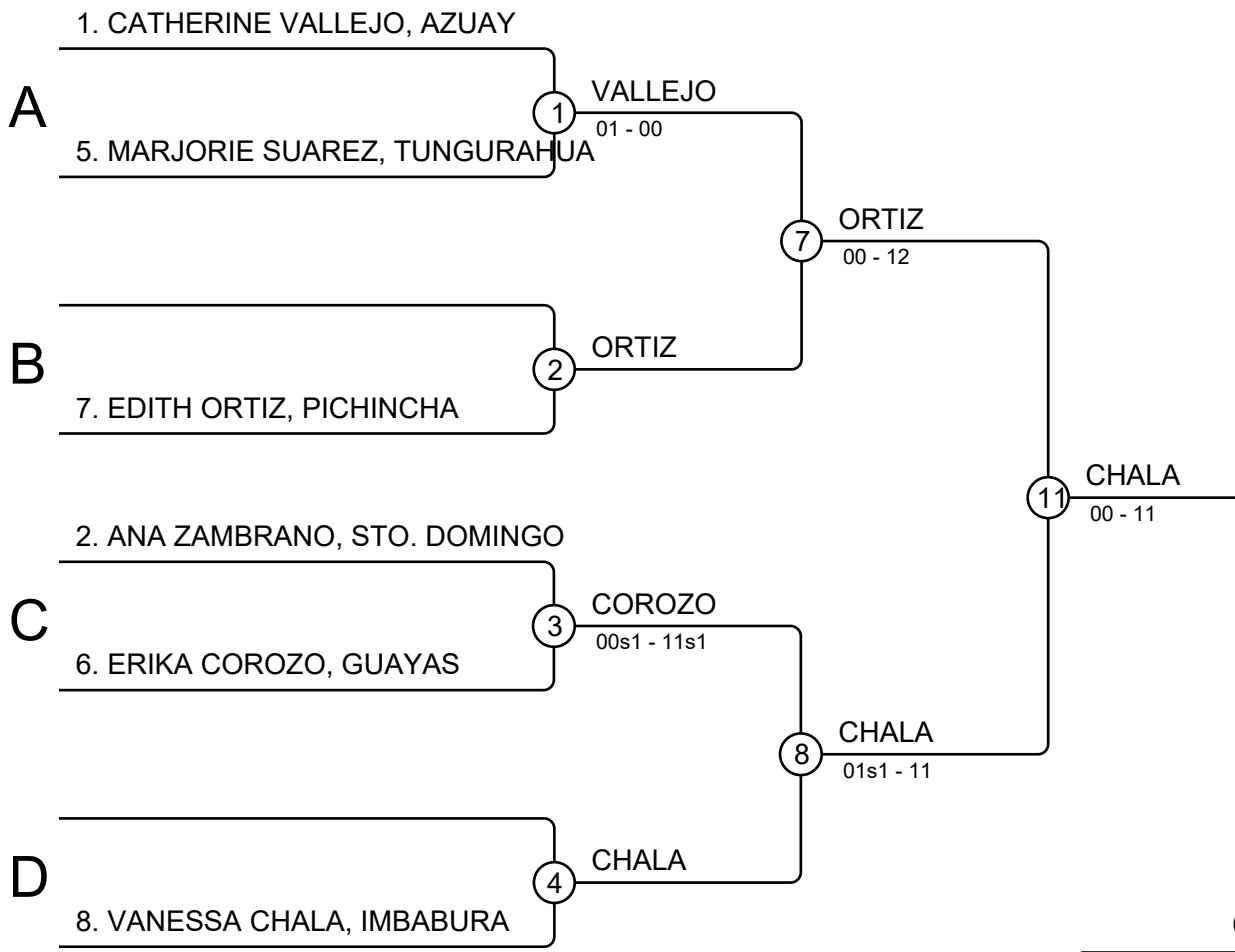 1. CATHERINE VALLEJO, AZUAY
A
1
VALLEJO
01 - 00
5. MARJORIE SUAREZ, TUNGURAHUA
7
ORTIZ
00 - 12
B
2
ORTIZ
7. EDITH ORTIZ, PICHINCHA
11
CHALA
00 - 11
2. ANA ZAMBRANO, STO. DOMINGO
C
3
COROZO
00s1 - 11s1
6. ERIKA COROZO, GUAYAS
8
CHALA
01s1 - 11
D
4
CHALA
8. VANESSA CHALA, IMBABURA